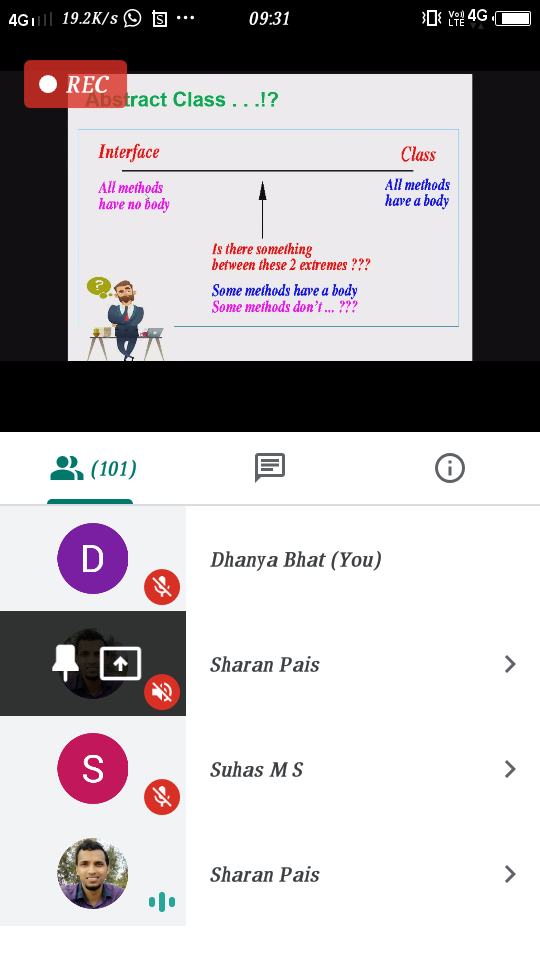 4G 19.2K/s S ••• 09:31 Vo) LTE 4G
REC
Abstract Class . . .!?
Interface
Class
All methods
have no body
All methods
have a body
Is there something
between these 2 extremes ???
Some methods have a body
Some methods don't ... ???
?
(101)
D
Dhanya Bhat (You)
Sharan Pais
S
Suhas M S
Sharan Pais